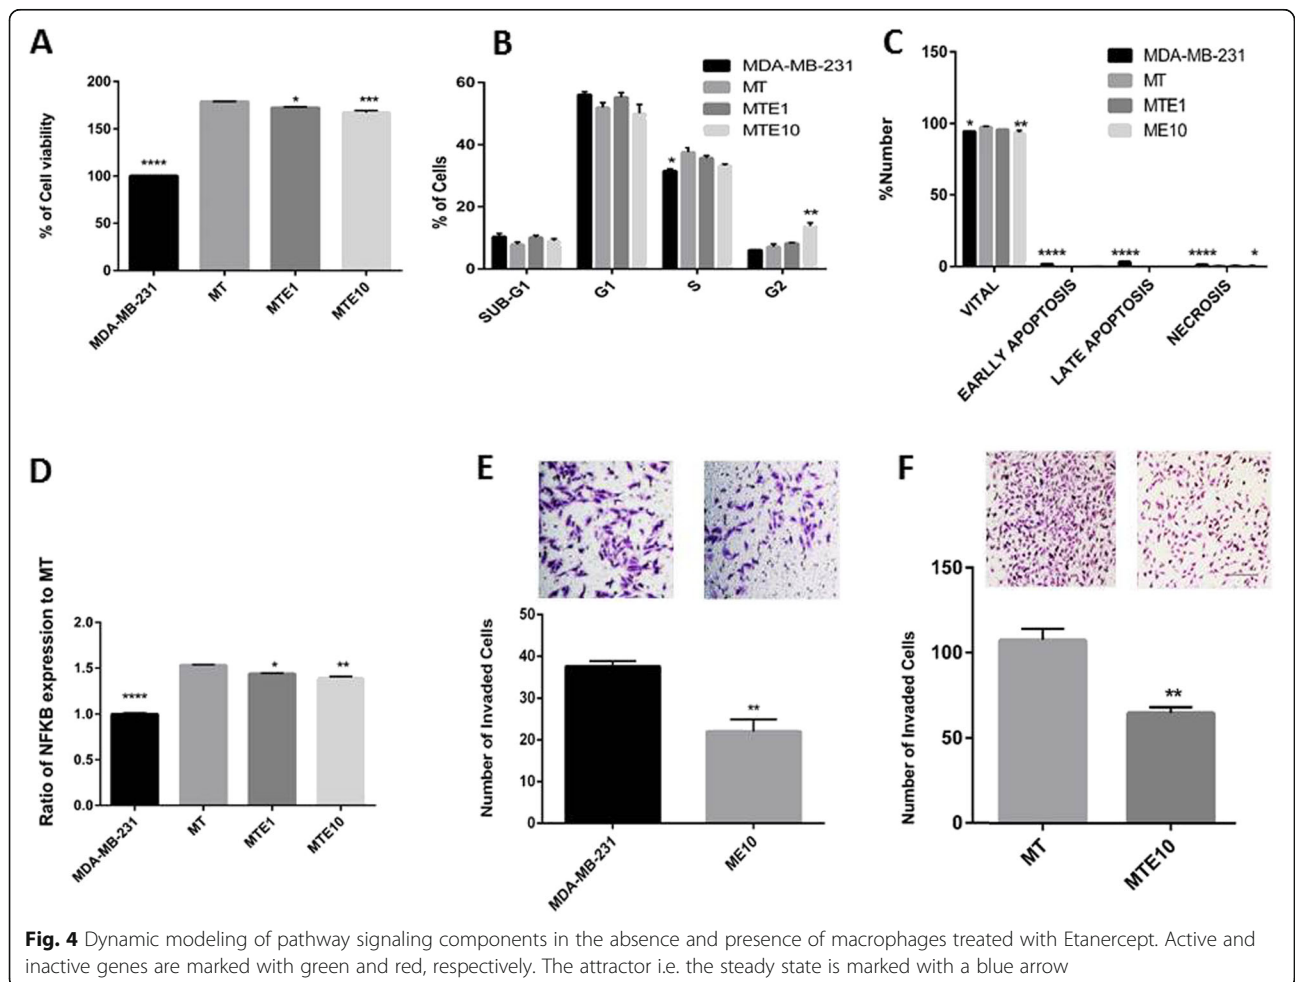 A
% of Cell viability
200
150
100
50
0
****
*
***
MDA-MB-231
MT
MTE1
MTE10
B
% of Cells
60
40
20
0
MDA-MB-231
MT
MTE1
MTE10
*
**
SUB-G1
G1
S
G2
C
%Number
150
100
50
0
MDA-MB-231
MT
MTE1
ME10
*
**
****
****
****
*
VITAL
EARLLY APOPTOSIS
LATE APOPTOSIS
NECROSIS
D
Ratio of NFKB expression to MT
2.0
1.5
1.0
0.5
0.0
****
*
**
MDA-MB-231
MT
MTE1
MTE10
E
Number of Invaded Cells
50
40
30
20
10
0
**
MDA-MB-231
ME10
F
Number of Invaded Cells
150
100
50
0
**
MT
MTE10
Fig. 4 Dynamic modeling of pathway signaling components in the absence and presence of macrophages treated with Etanercept. Active and
inactive genes are marked with green and red, respectively. The attractor i.e. the steady state is marked with a blue arrow